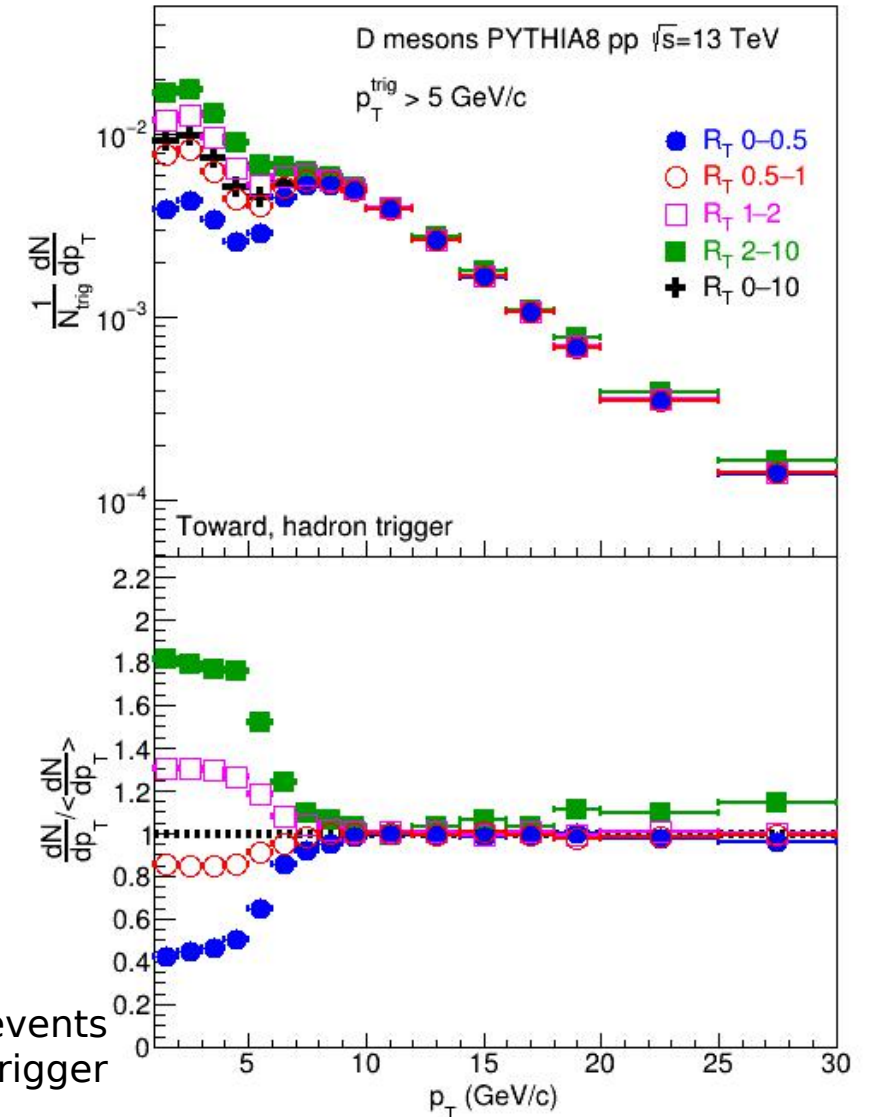 D mesons PYTHIA8 pp √s=13 TeV
p_T^trig > 5 GeV/c
R_T 0–0.5
R_T 0.5–1
R_T 1–2
R_T 2–10
R_T 0–10
10⁻²
10⁻³
10⁻⁴
1/N_trig dN/dp_T
Toward, hadron trigger
2.2
2
1.8
1.6
1.4
1.2
1
0.8
0.6
0.4
0.2
0
dN/dp_T/<dN/dp_T>
events
rigger
5 10 15 20 25 30
p_T (GeV/c)